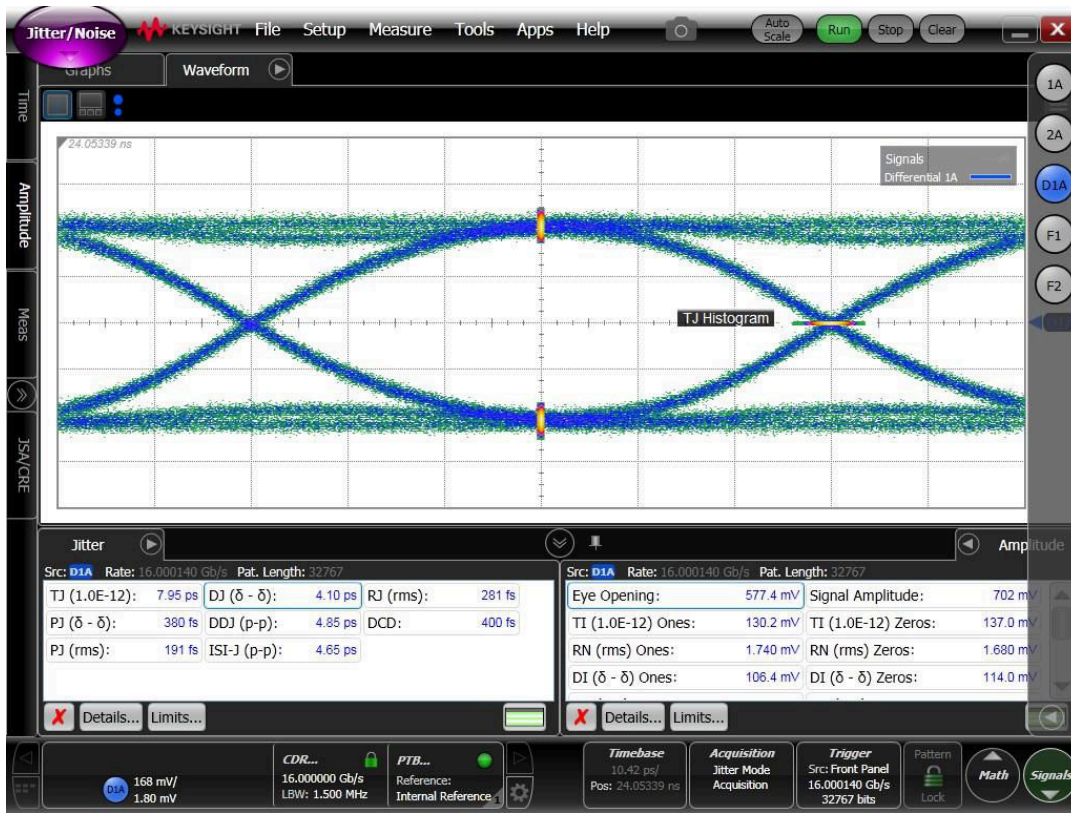 Jitter/Noise KEYSIGHT File Setup Measure Tools Apps Help Auto Scale Run Stop Clear X
Graphs Waveform
Time
Amplitude
Meas
JSA/CRE
24.05339 ns
Signals
Differential 1A
TJ Histogram
1A
2A
D1A
F1
F2
Jitter
Src: D1A Rate: 16.000140 Gb/s Pat. Length: 32767
TJ (1.0E-12): 7.95 ps DJ (δ - δ): 4.10 ps RJ (rms): 281 fs
PJ (δ - δ): 380 fs DDJ (p-p): 4.85 ps DCD: 400 fs
PJ (rms): 191 fs ISI-J (p-p): 4.65 ps
Details... Limits...
Amplitude
Src: D1A Rate: 16.000140 Gb/s Pat. Length: 32767
Eye Opening: 577.4 mV Signal Amplitude: 702 mV
TI (1.0E-12) Ones: 130.2 mV TI (1.0E-12) Zeros: 137.0 mV
RN (rms) Ones: 1.740 mV RN (rms) Zeros: 1.680 mV
DI (δ - δ) Ones: 106.4 mV DI (δ - δ) Zeros: 114.0 mV
Details... Limits...
D1A
168 mV/
1.80 mV
CDR...
16.000000 Gb/s
LBW: 1.500 MHz
PTB...
Reference:
Internal Reference
1
Timebase
10.42 ps/
Pos: 24.05339 ns
Acquisition
Jitter Mode
Acquisition
Trigger
Src: Front Panel
16.000140 Gb/s
32767 bits
Pattern
Lock
Math
Signals